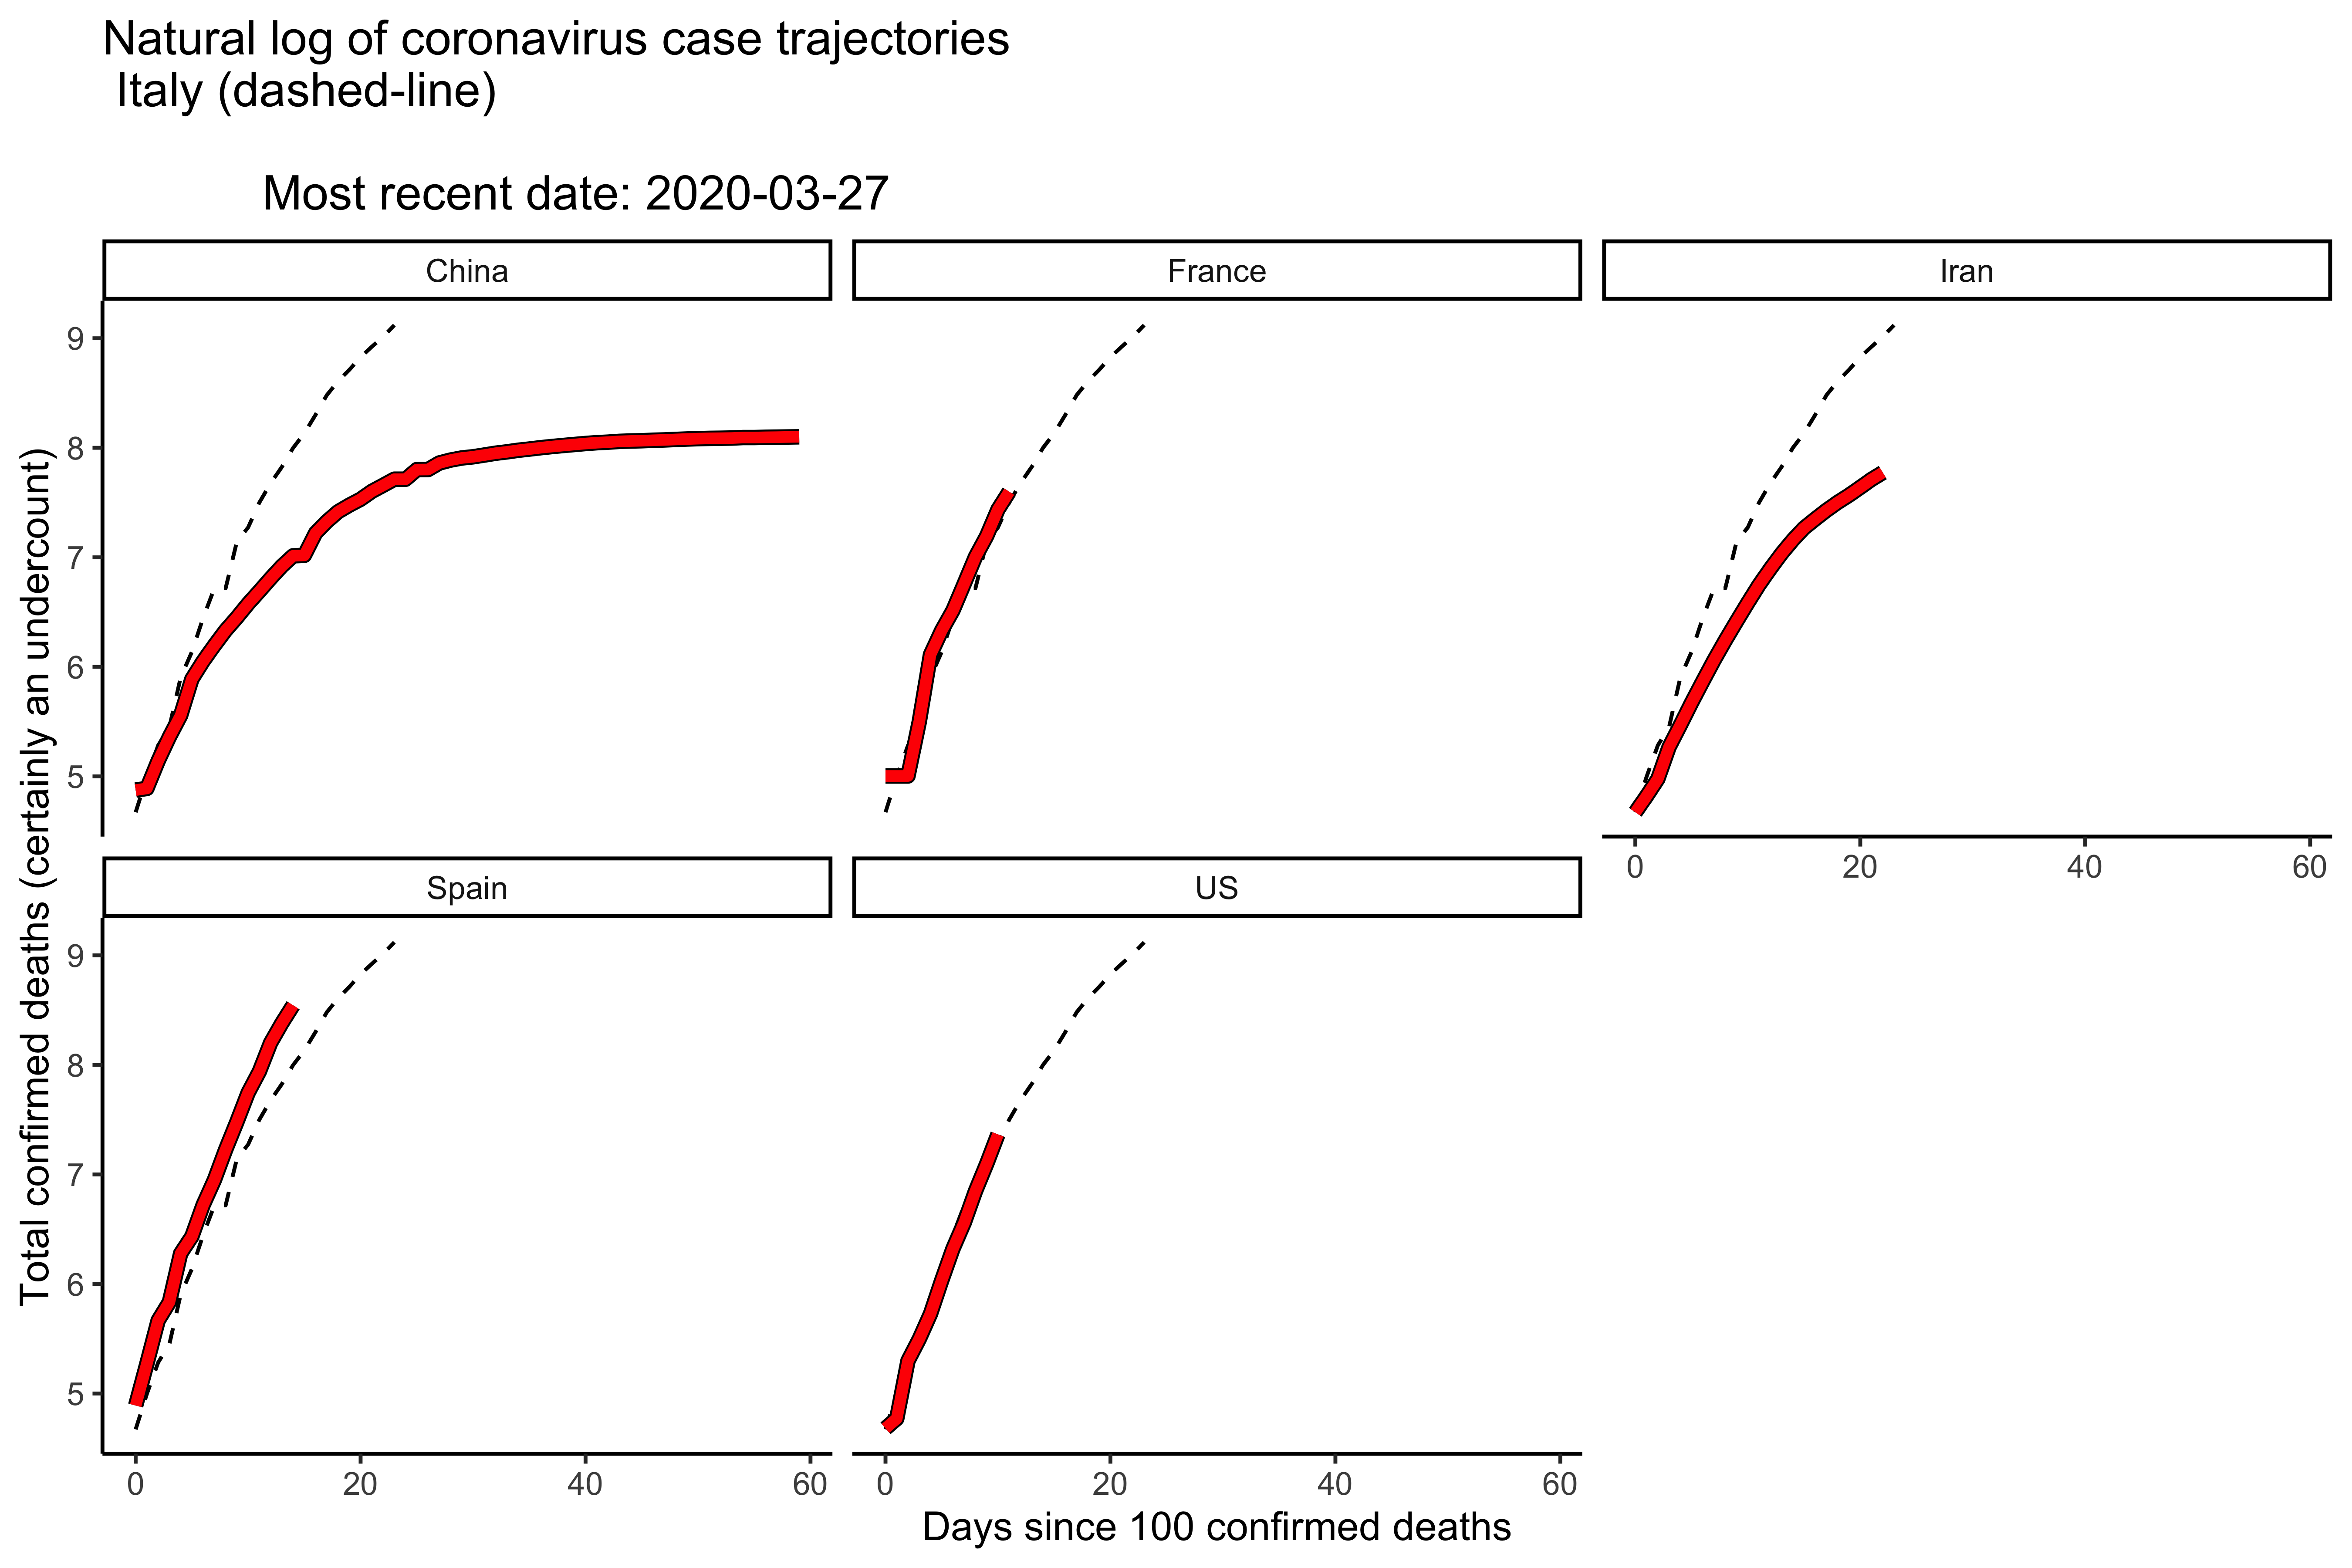 Natural log of coronavirus case trajectories
Italy (dashed-line)
Most recent date: 2020-03-27
China
France
Iran
9
8
7
6
5
0
20
40
60
Spain
US
9
8
7
6
5
0
20
40
60
0
20
40
60
Total confirmed deaths (certainly an undercount)
Days since 100 confirmed deaths